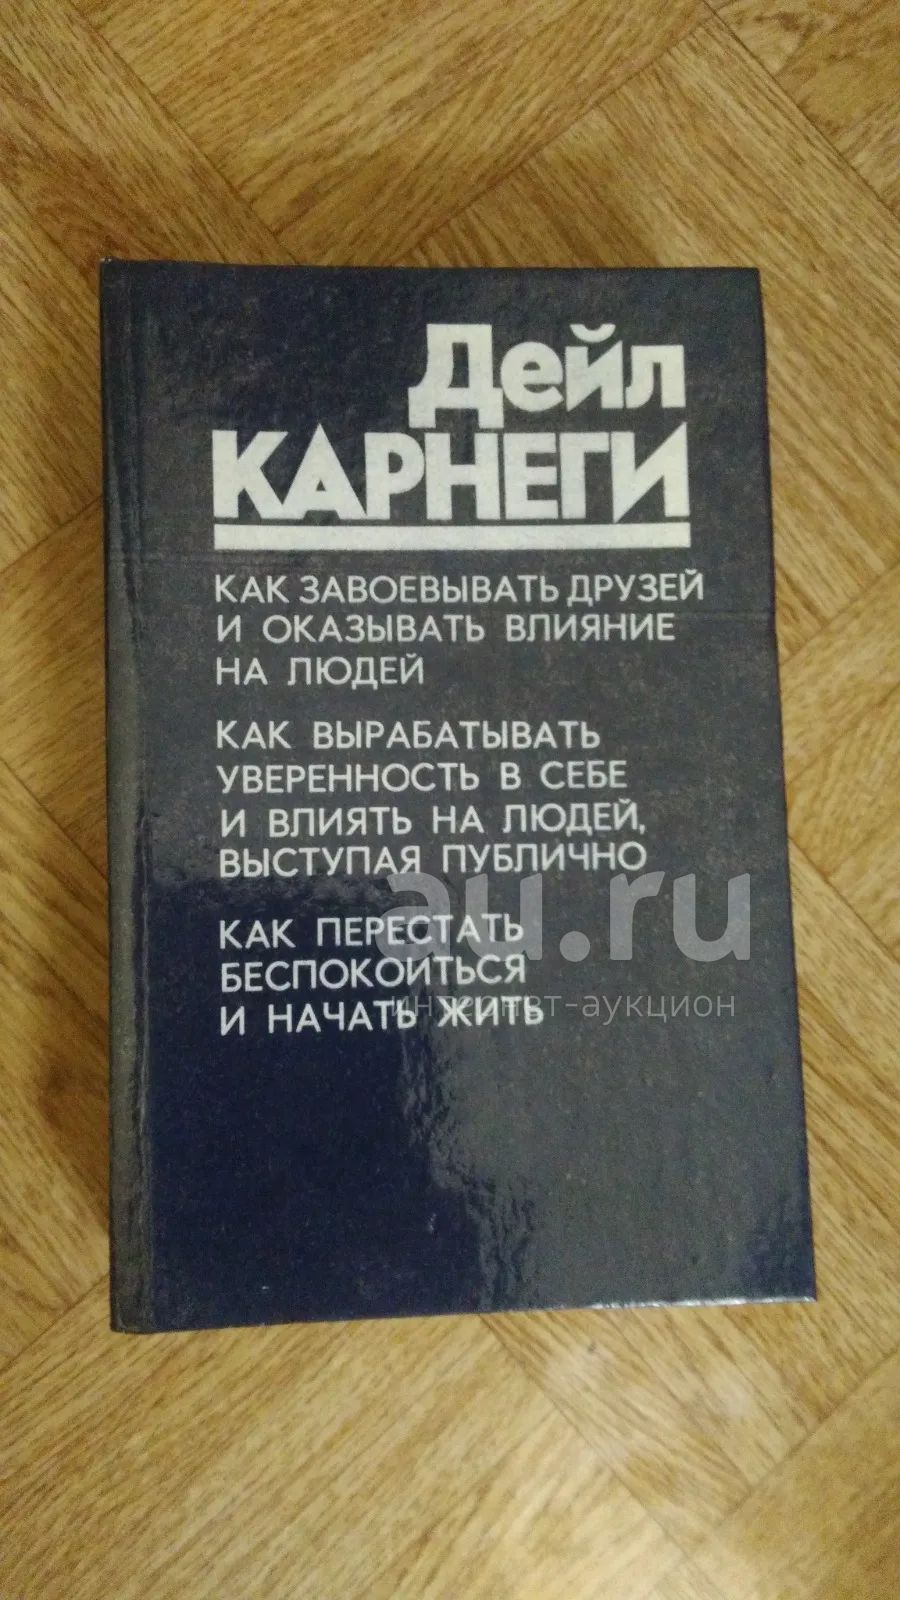 Дейл
КАРНЕГИ
КАК ЗАВОЕВЫВАТЬ ДРУЗЕЙ
И ОКАЗЫВАТЬ ВЛИЯНИЕ
НА ЛЮДЕЙ
КАК ВЫРАБАТЫВАТЬ
УВЕРЕННОСТЬ В СЕБЕ
И ВЛИЯТЬ НА ЛЮДЕЙ,
ВЫСТУПАЯ ПУБЛИЧНО
au.ru
интернет-аукцион
КАК ПЕРЕСТАТЬ
БЕСПОКОИТЬСЯ
И НАЧАТЬ ЖИТЬ